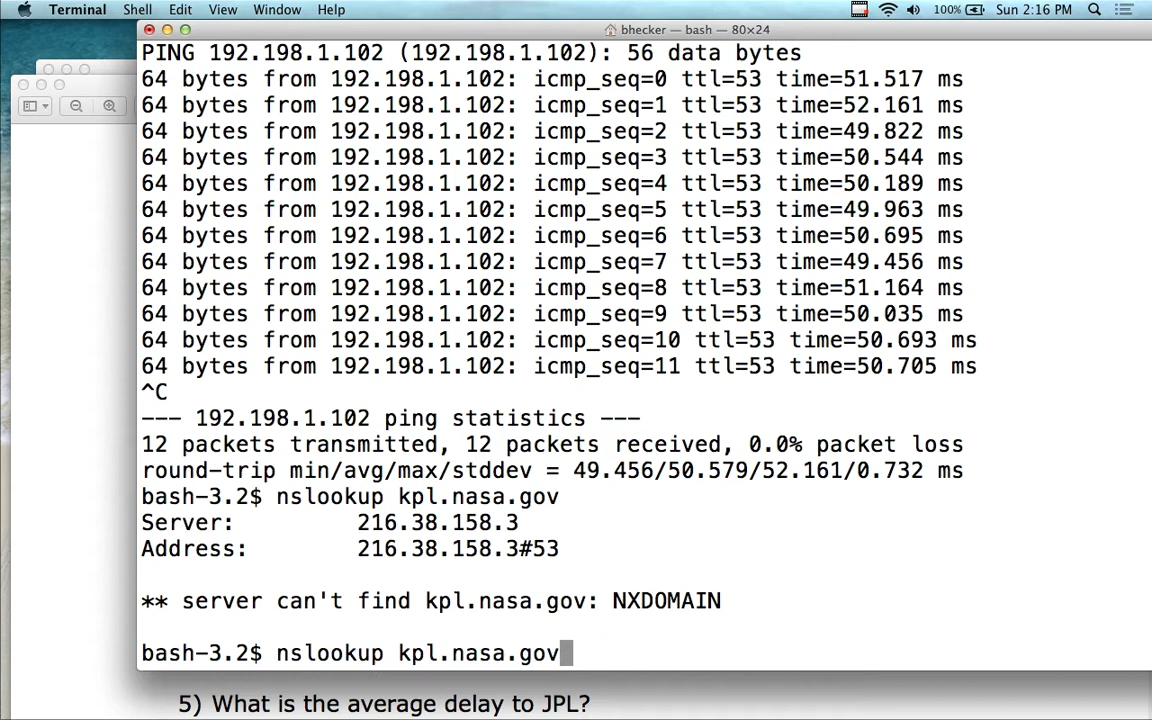 Terminal Shell Edit View Window Help 100% Sun 2:16 PM
bhecker — bash — 80×24
PING 192.198.1.102 (192.198.1.102): 56 data bytes
64 bytes from 192.198.1.102: icmp_seq=0 ttl=53 time=51.517 ms
64 bytes from 192.198.1.102: icmp_seq=1 ttl=53 time=52.161 ms
64 bytes from 192.198.1.102: icmp_seq=2 ttl=53 time=49.822 ms
64 bytes from 192.198.1.102: icmp_seq=3 ttl=53 time=50.544 ms
64 bytes from 192.198.1.102: icmp_seq=4 ttl=53 time=50.189 ms
64 bytes from 192.198.1.102: icmp_seq=5 ttl=53 time=49.963 ms
64 bytes from 192.198.1.102: icmp_seq=6 ttl=53 time=50.695 ms
64 bytes from 192.198.1.102: icmp_seq=7 ttl=53 time=49.456 ms
64 bytes from 192.198.1.102: icmp_seq=8 ttl=53 time=51.164 ms
64 bytes from 192.198.1.102: icmp_seq=9 ttl=53 time=50.035 ms
64 bytes from 192.198.1.102: icmp_seq=10 ttl=53 time=50.693 ms
64 bytes from 192.198.1.102: icmp_seq=11 ttl=53 time=50.705 ms
^C
--- 192.198.1.102 ping statistics ---
12 packets transmitted, 12 packets received, 0.0% packet loss
round-trip min/avg/max/stddev = 49.456/50.579/52.161/0.732 ms
bash-3.2$ nslookup kpl.nasa.gov
Server: 216.38.158.3
Address: 216.38.158.3#53
** server can't find kpl.nasa.gov: NXDOMAIN
bash-3.2$ nslookup kpl.nasa.gov
5) What is the average delay to JPL?